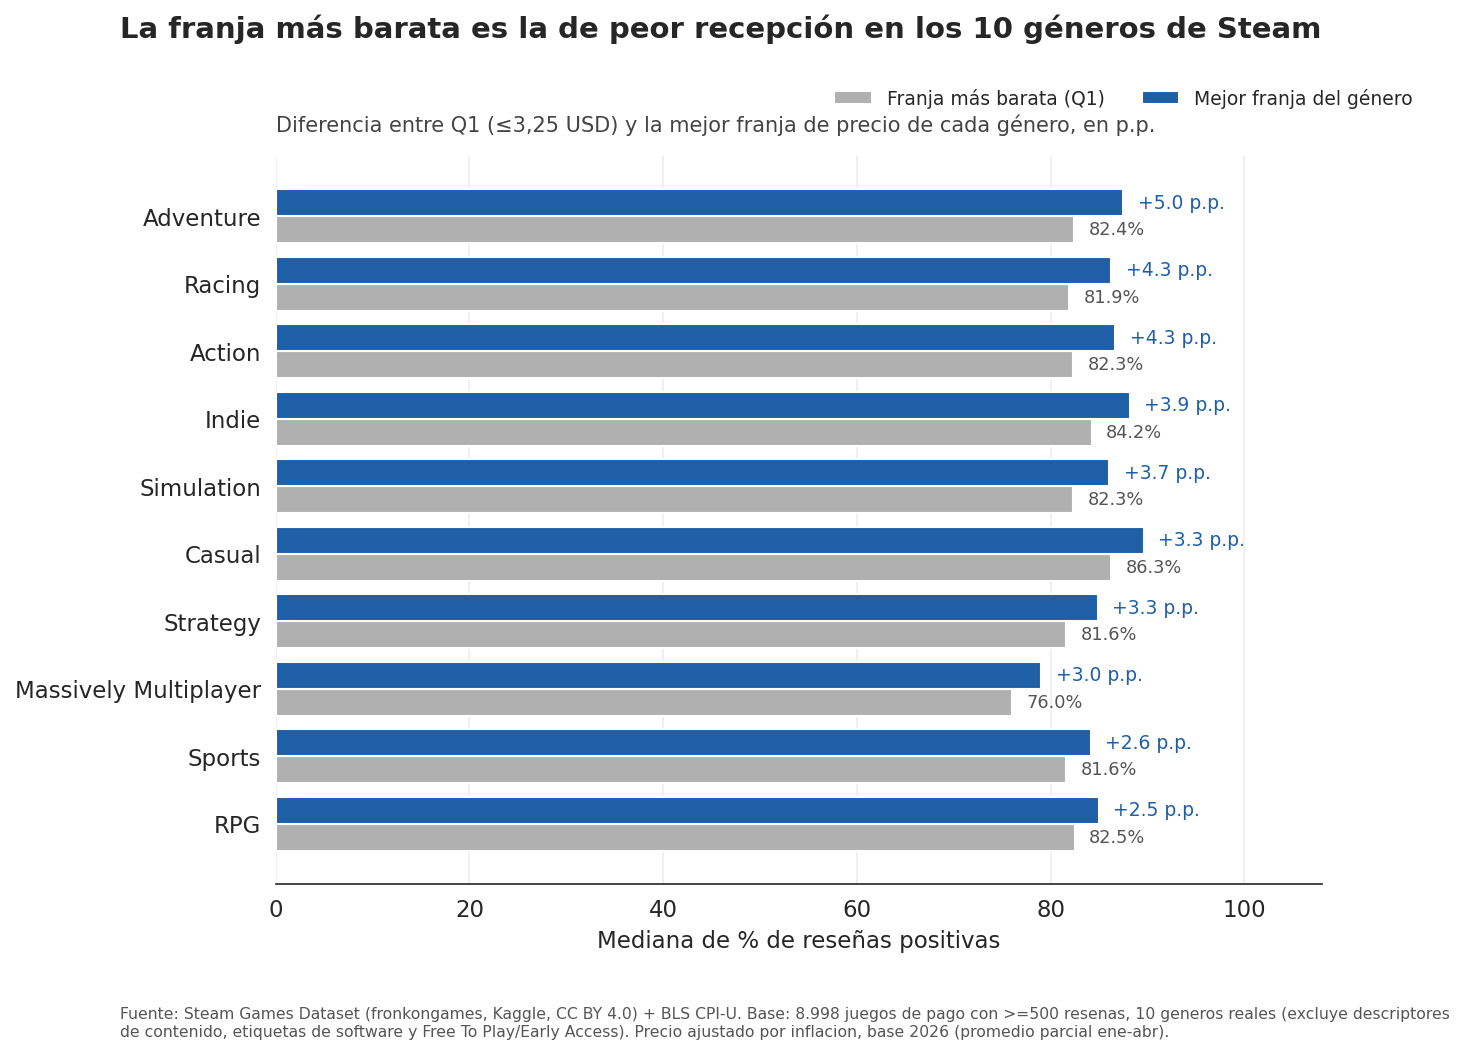 La franja más barata es la de peor recepción en los 10 géneros de Steam
Franja más barata (Q1)
Mejor franja del género
Diferencia entre Q1 (≤3,25 USD) y la mejor franja de precio de cada género, en p.p.
Adventure
+5.0 p.p.
82.4%
Racing
+4.3 p.p.
81.9%
Action
+4.3 p.p.
82.3%
Indie
+3.9 p.p.
84.2%
Simulation
+3.7 p.p.
82.3%
Casual
+3.3 p.p.
86.3%
Strategy
+3.3 p.p.
81.6%
Massively Multiplayer
+3.0 p.p.
76.0%
Sports
+2.6 p.p.
81.6%
RPG
+2.5 p.p.
82.5%
0 20 40 60 80 100
Mediana de % de reseñas positivas
Fuente: Steam Games Dataset (fronkongames, Kaggle, CC BY 4.0) + BLS CPI-U. Base: 8.998 juegos de pago con >=500 resenas, 10 generos reales (excluye descriptores
de contenido, etiquetas de software y Free To Play/Early Access). Precio ajustado por inflacion, base 2026 (promedio parcial ene-abr).